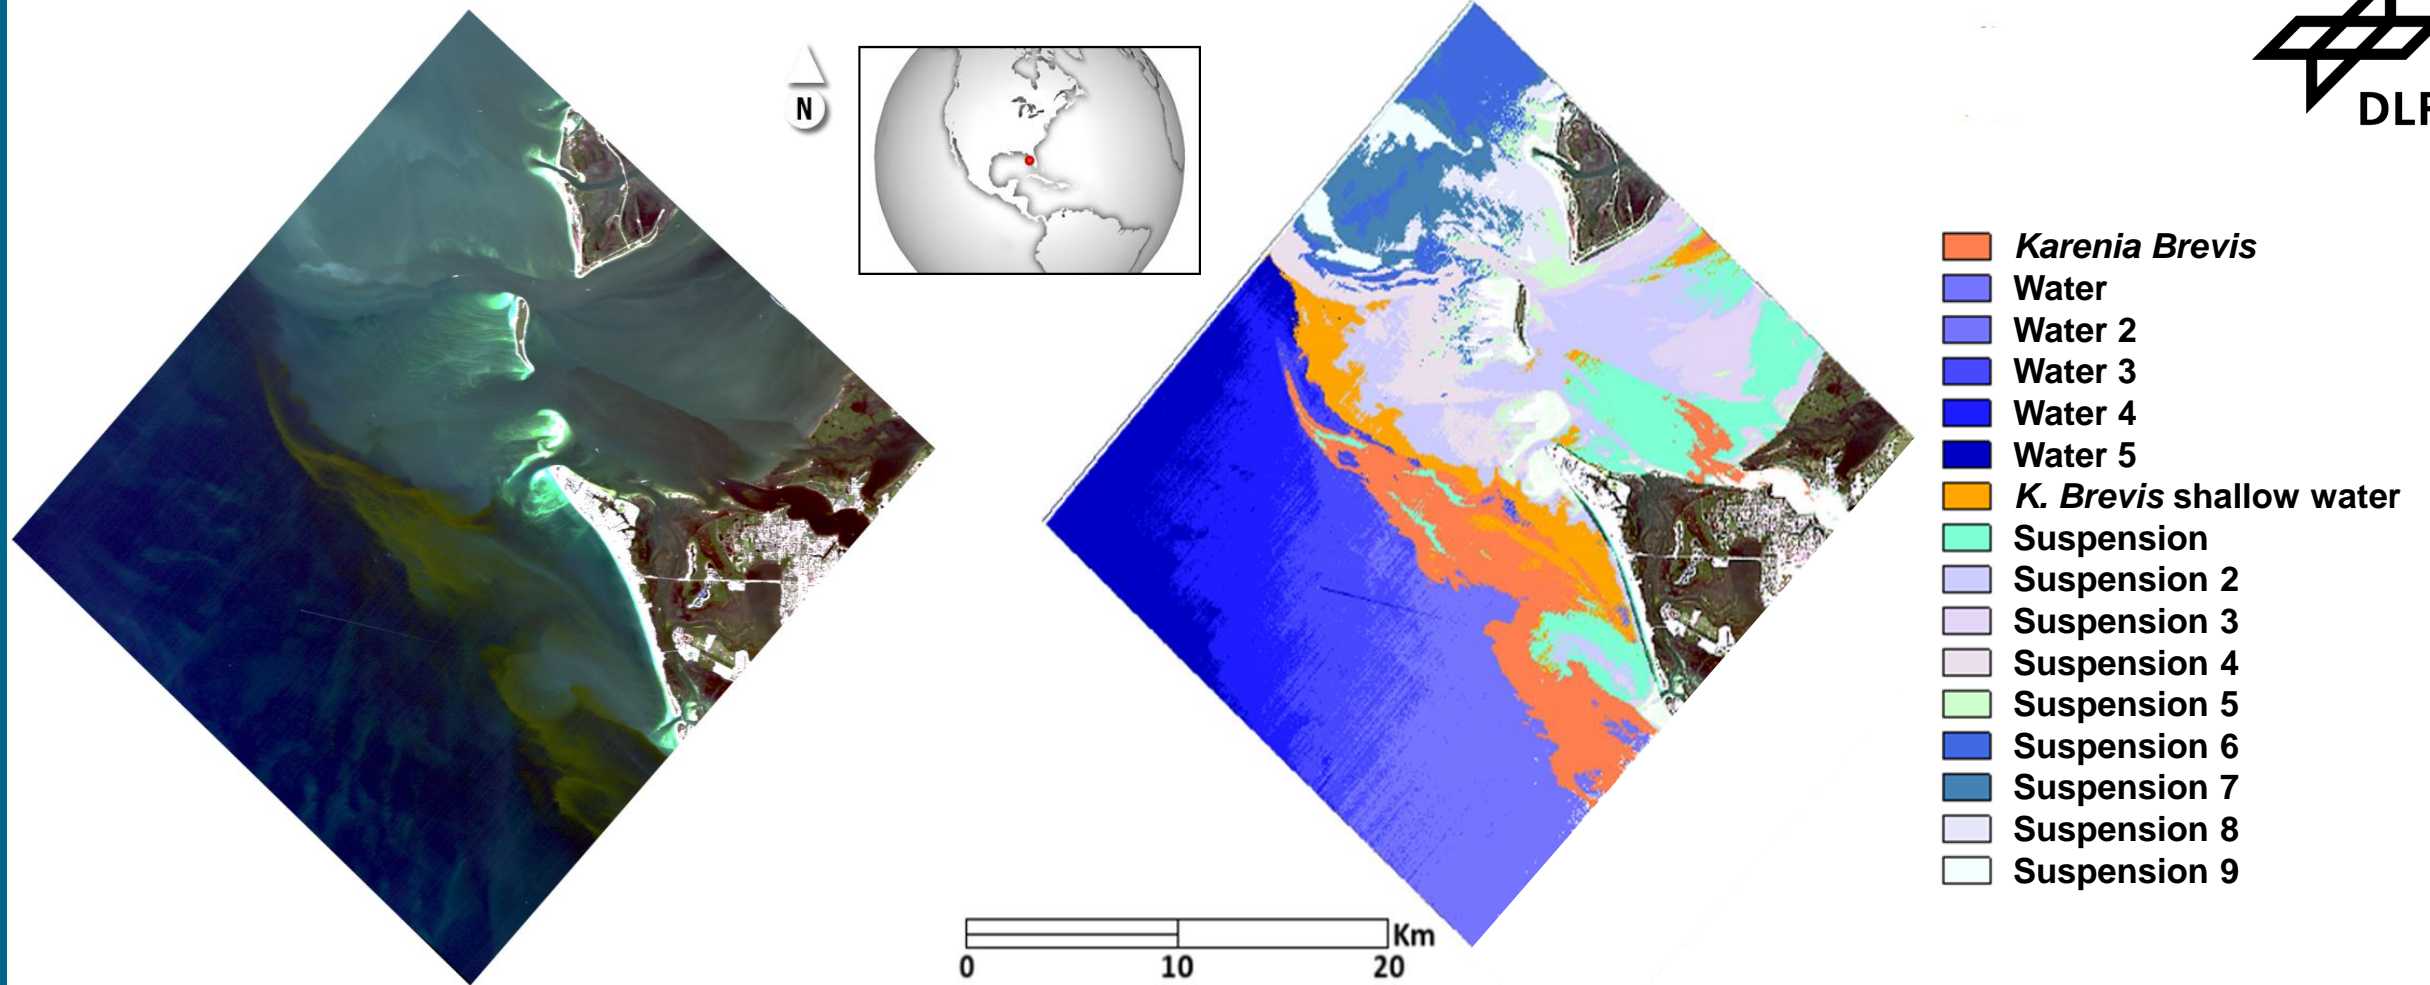 N
DLR
Karenia Brevis
Water
Water 2
Water 3
Water 4
Water 5
K. Brevis shallow water
Suspension
Suspension 2
Suspension 3
Suspension 4
Suspension 5
Suspension 6
Suspension 7
Suspension 8
Suspension 9
Km
0 10 20